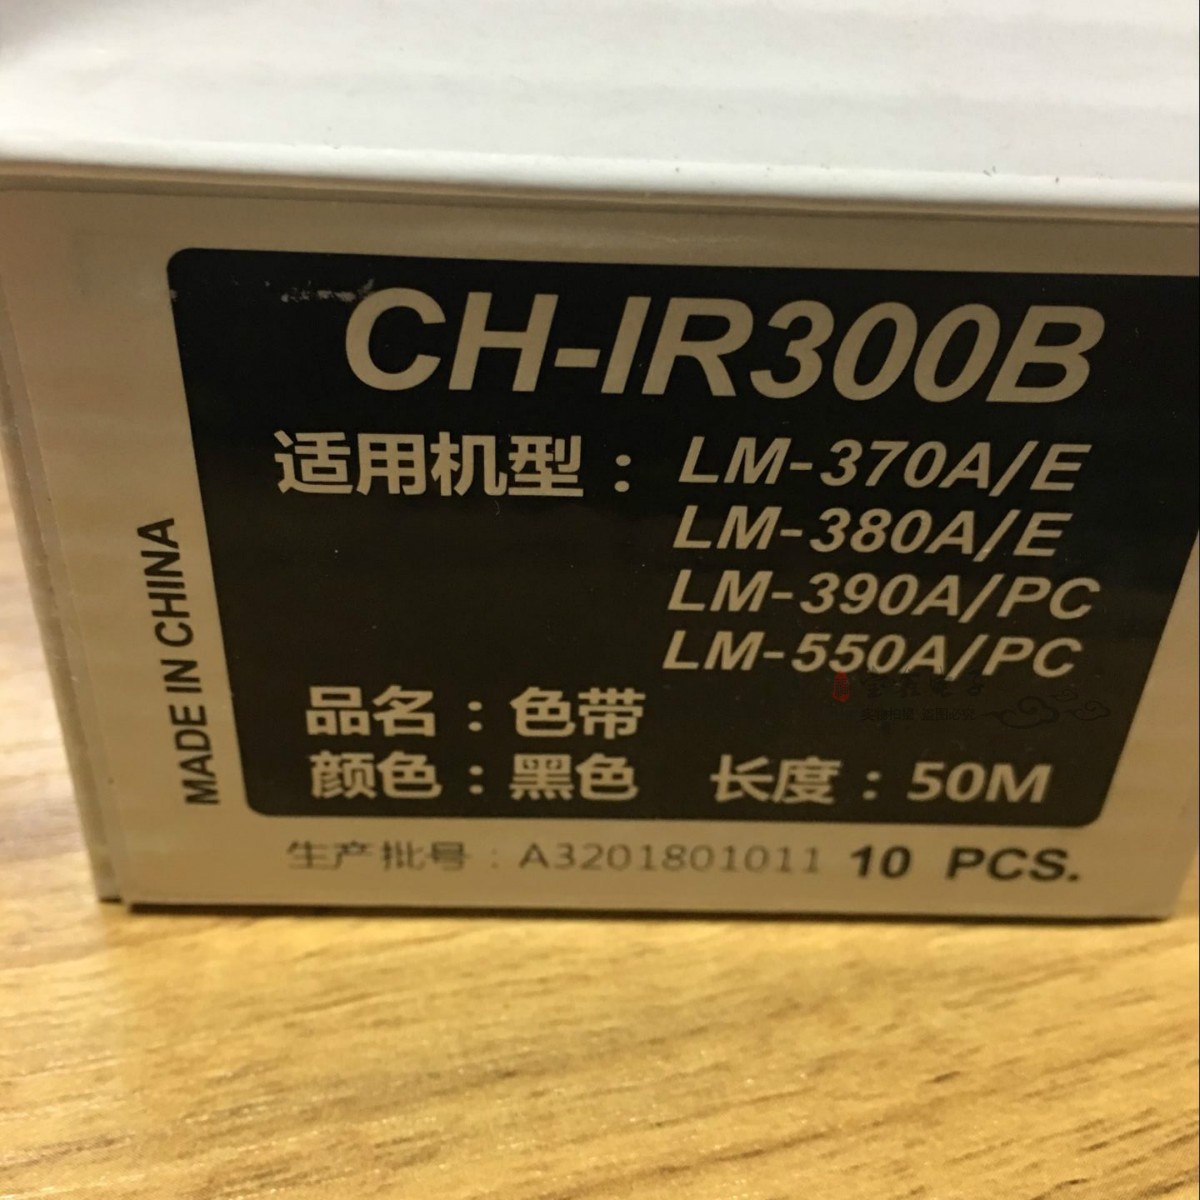 CH-IR300B
适用机型：LM-370A/E
LM-380A/E
LM-390A/PC
LM-550A/PC
品名：色带
颜色：黑色 长度：50M
生产批号：A3201801011 10 PCS.
MADE IN CHINA